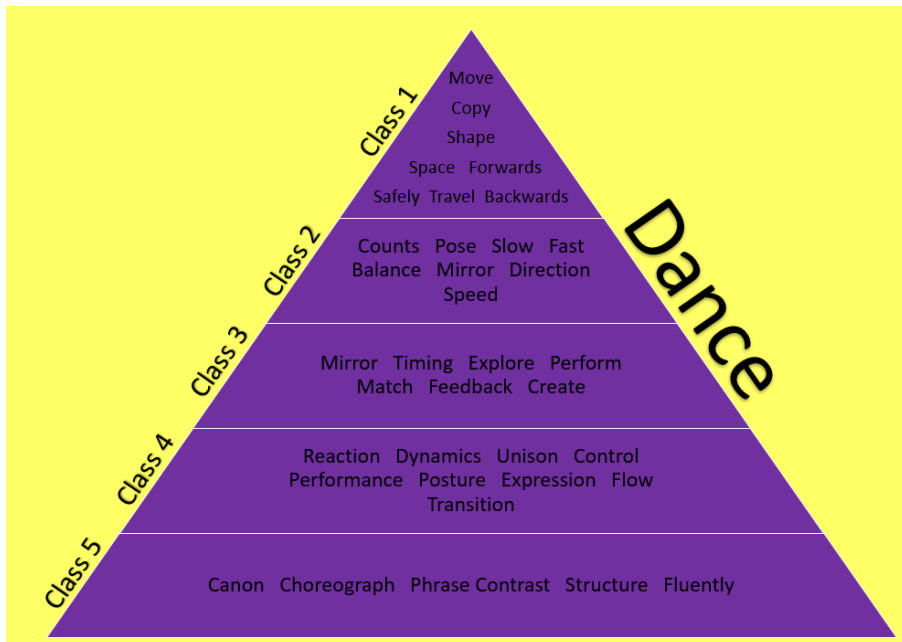 Class 1
Move
Copy
Shape
Space Forwards
Safely Travel Backwards
Dance
Class 2
Counts Pose Slow Fast
Balance Mirror Direction
Speed
Class 3
Mirror Timing Explore Perform
Match Feedback Create
Class 4
Reaction Dynamics Unison Control
Performance Posture Expression Flow
Transition
Class 5
Canon Choreograph Phrase Contrast Structure Fluently